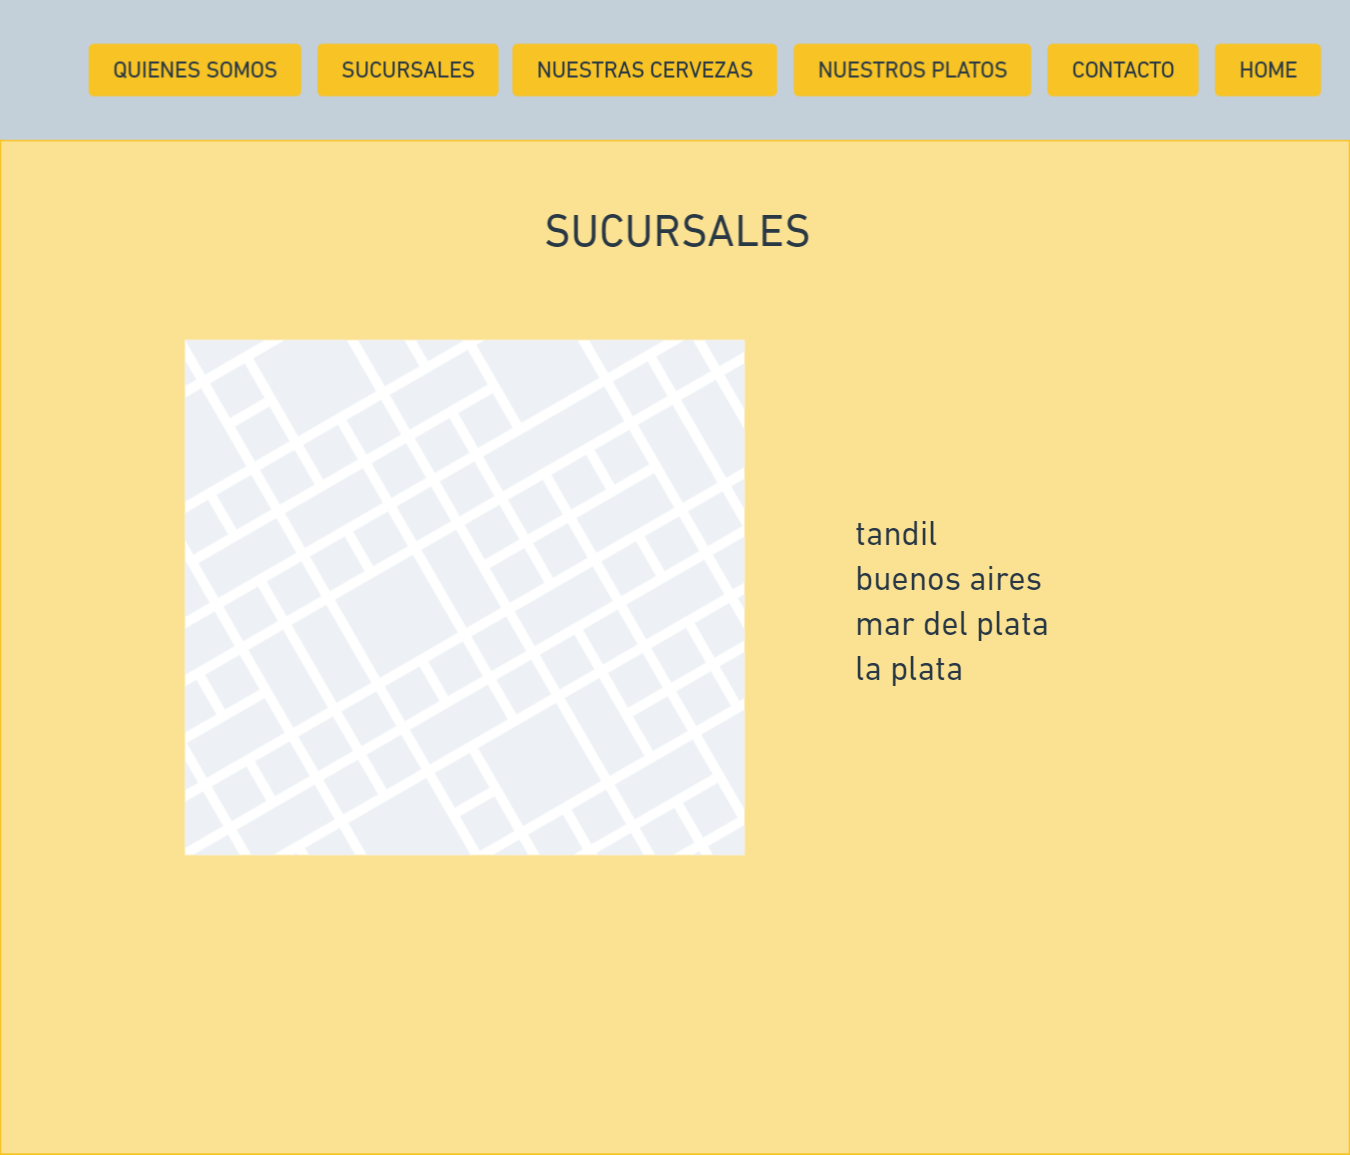 QUIENES SOMOS SUCURSALES NUESTRAS CERVEZAS NUESTROS PLATOS CONTACTO HOME
SUCURSALES
tandil
buenos aires
mar del plata
la plata